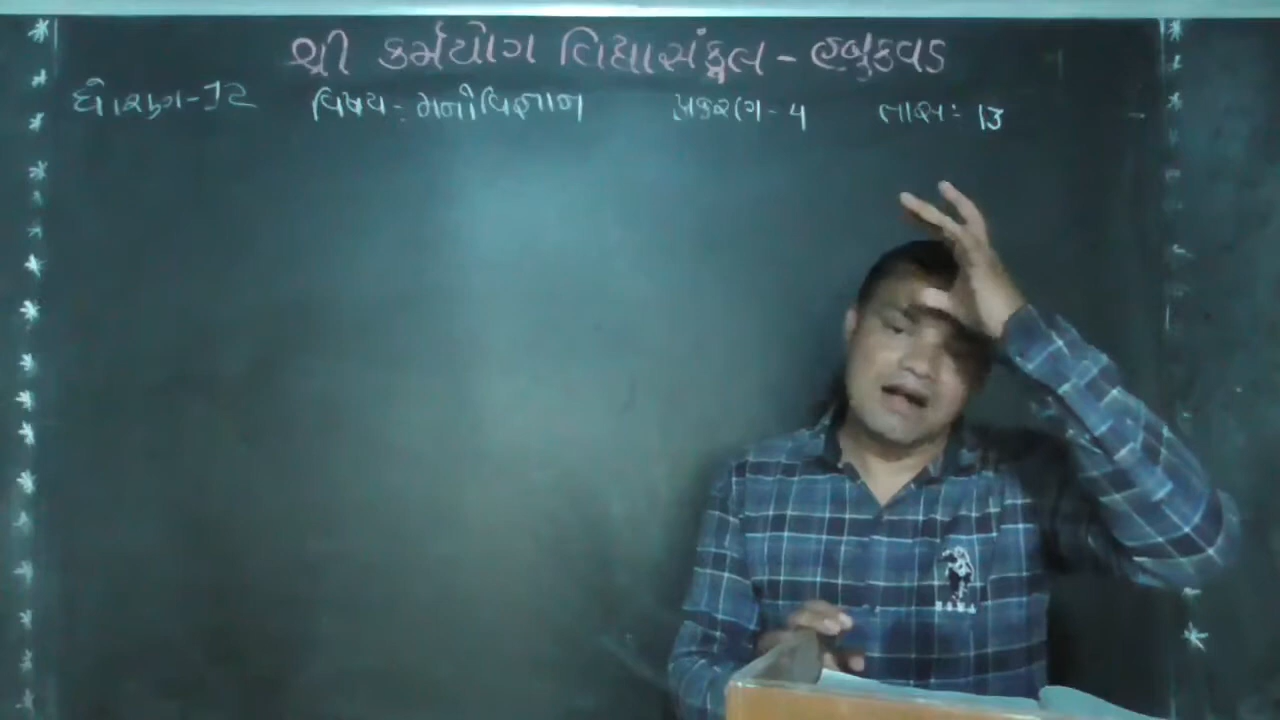 શ્રી કર્મયોગ વિદ્યાસંકુલ - હબુકવડ
ધોરણ - 12 વિષય : મનોવિજ્ઞાન પ્રકરણ - 4 તાસ : 13